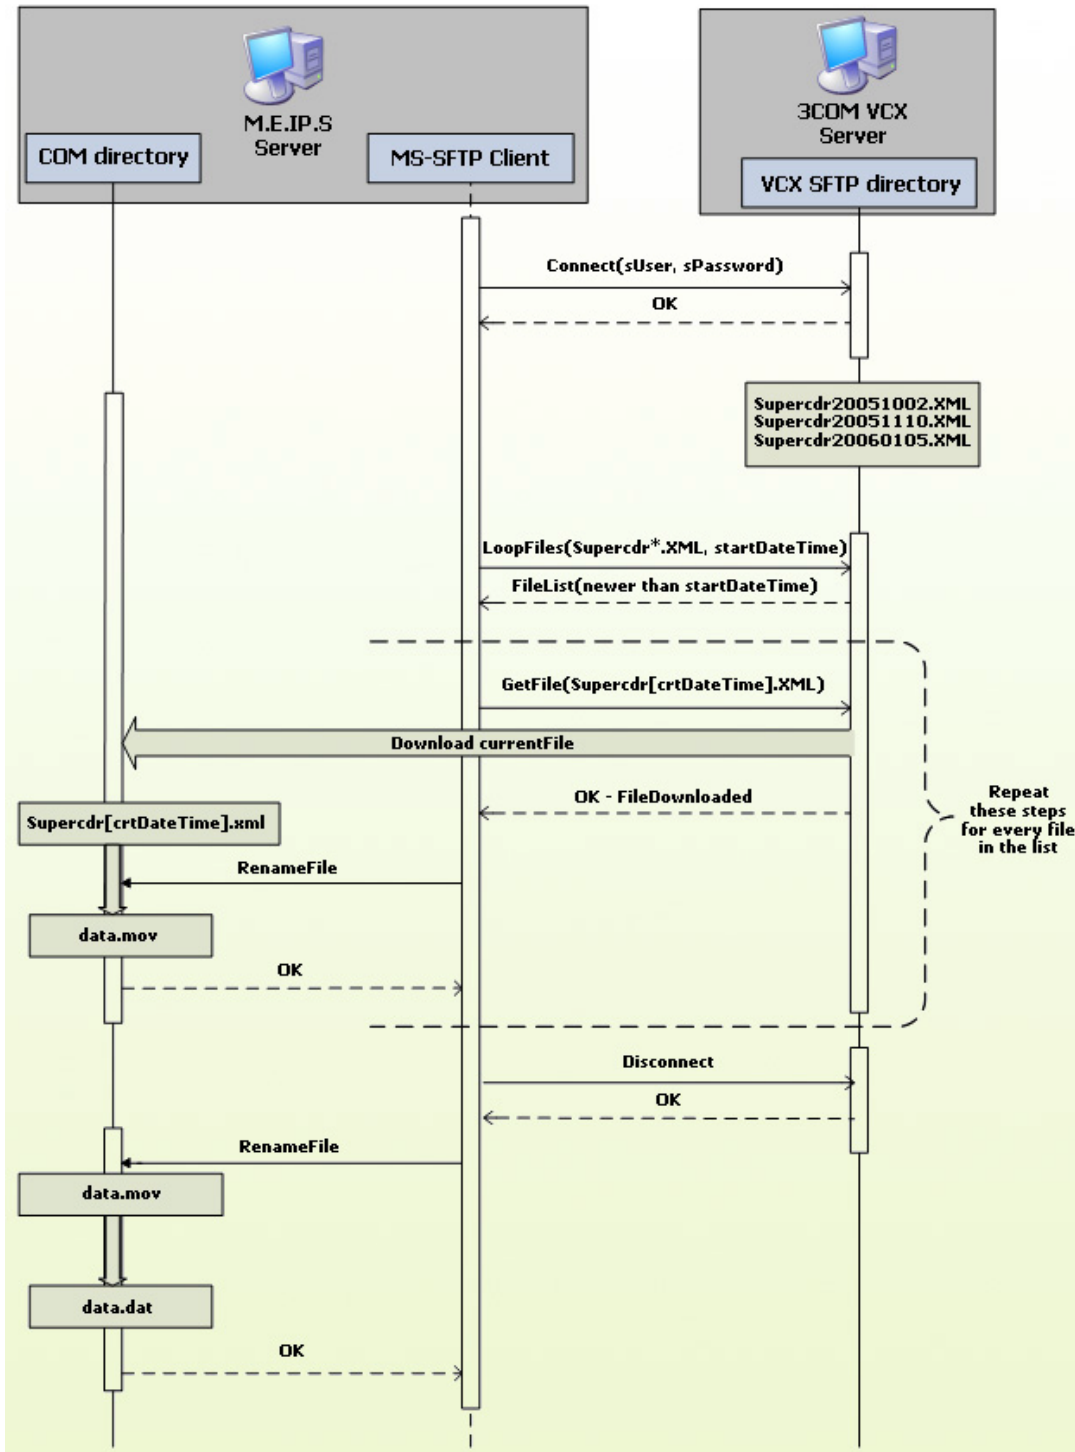 M.E.IP.S
Server
COM directory
MS-SFTP Client
3COM VCX
Server
VCX SFTP directory
Connect(sUser, sPassword)
OK
Supercdr20051002.XML
Supercdr20051110.XML
Supercdr20060105.XML
LoopFiles(Supercdr*.XML, startDateTime)
FileList(newer than startDateTime)
GetFile(Supercdr[crtDateTime].XML)
Download currentFile
OK - FileDownloaded
Repeat
these steps
for every file
in the list
Supercdr[crtDateTime].xml
RenameFile
data.mov
OK
Disconnect
OK
RenameFile
data.mov
data.dat
OK